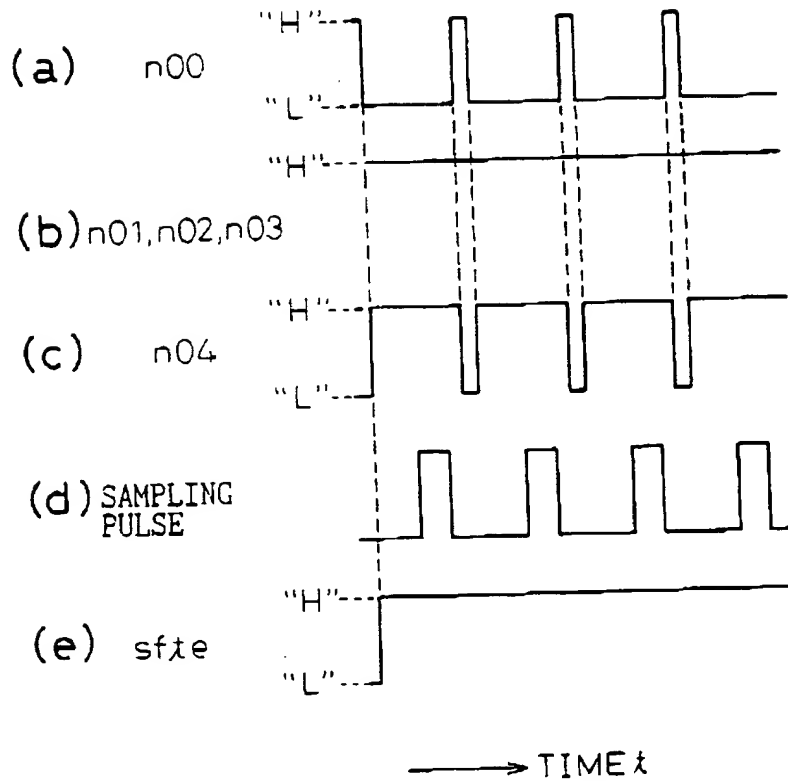 "H"
(a) n00
"L"
"H"
(b) n01,n02,n03
"H"
(c) n04
"L"
(d) SAMPLING
PULSE
"H"
(e) sfte
"L"
TIME t